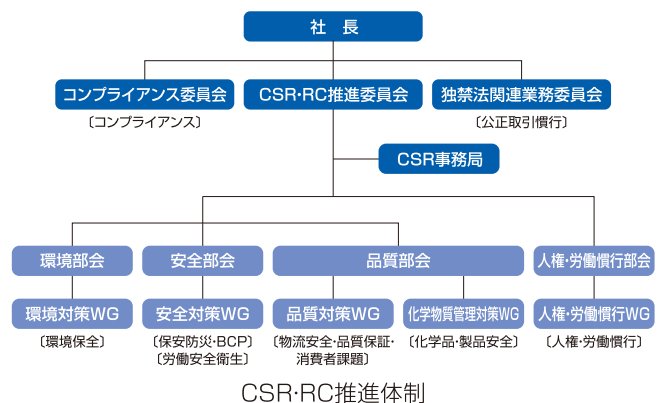 社長
コンプライアンス委員会
CSR・RC推進委員会
独禁法関連業務委員会
〔コンプライアンス〕
〔公正取引慣行〕
CSR事務局
環境部会
安全部会
品質部会
人権・労働慣行部会
環境対策WG
安全対策WG
品質対策WG
化学物質管理対策WG
人権・労働慣行WG
〔環境保全〕
〔保安防災・BCP〕
〔労働安全衛生〕
〔物流安全・品質保証・
消費者課題〕
〔化学品・製品安全〕
〔人権・労働慣行〕
CSR・RC推進体制